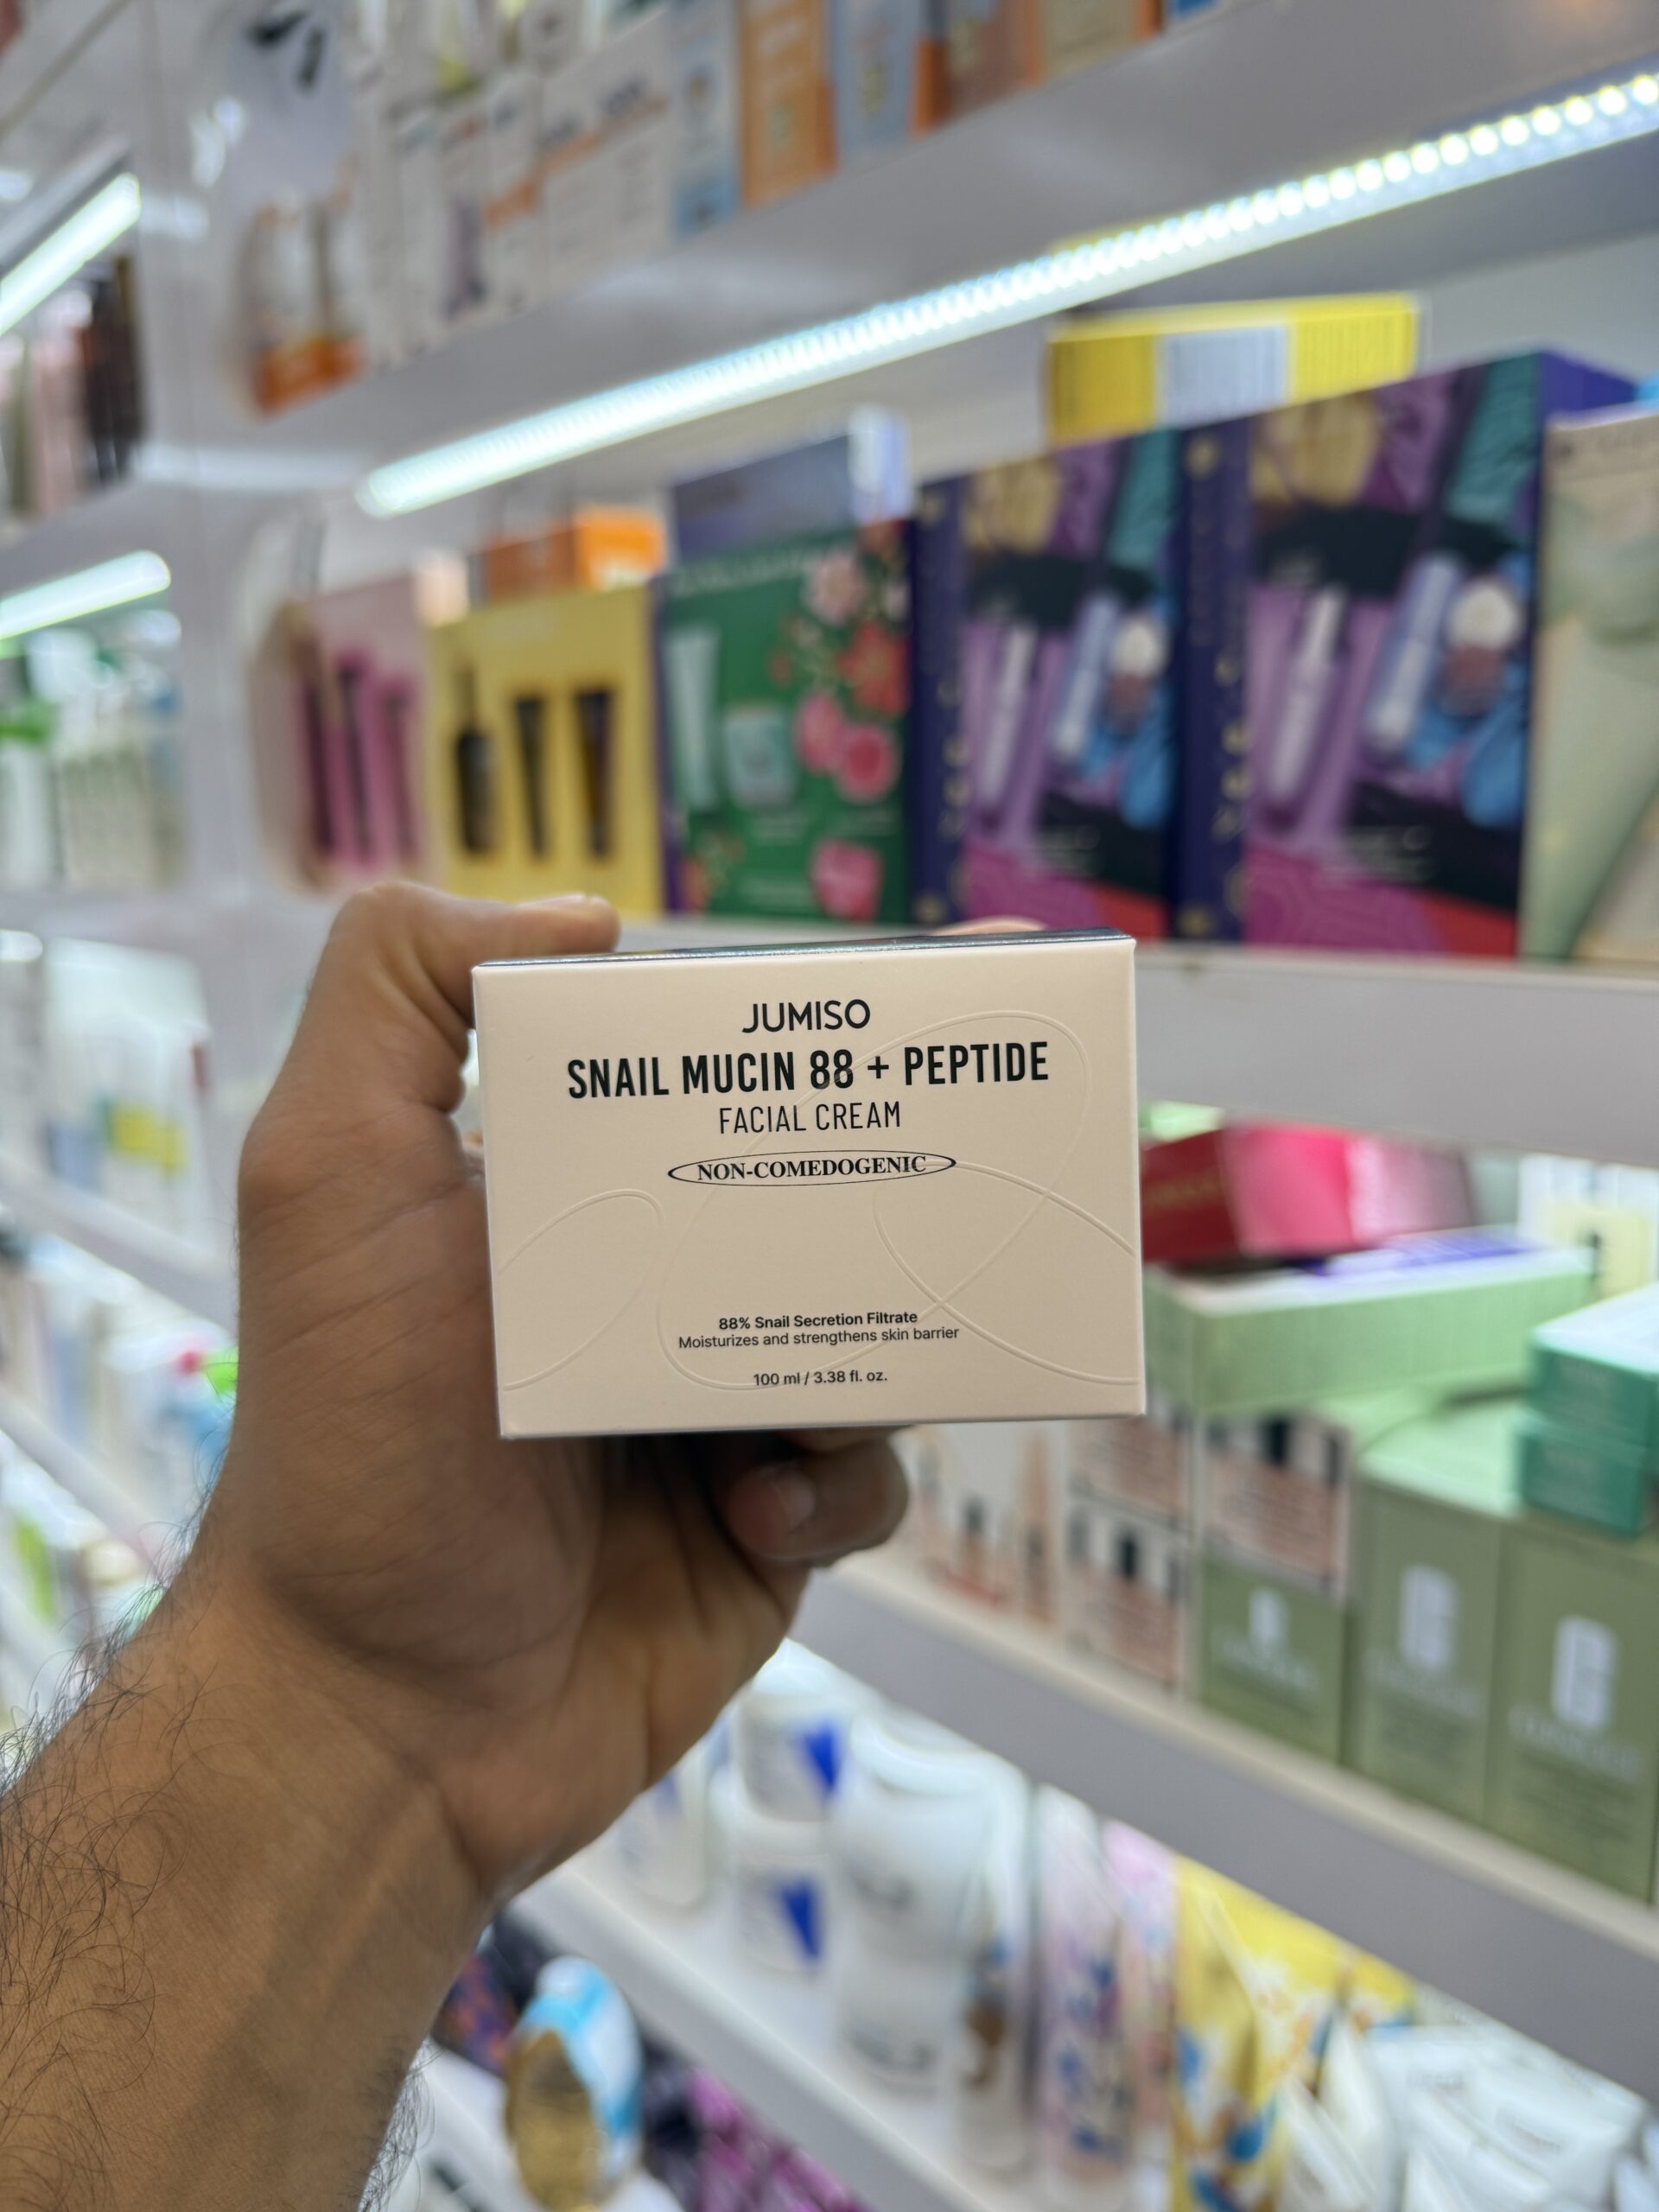 JUMISO
SNAIL MUCIN 88 + PEPTIDE
FACIAL CREAM
NON-COMEDOGENIC
88% Snail Secretion Filtrate
Moisturizes and strengthens skin barrier
100 ml / 3.38 fl. oz.